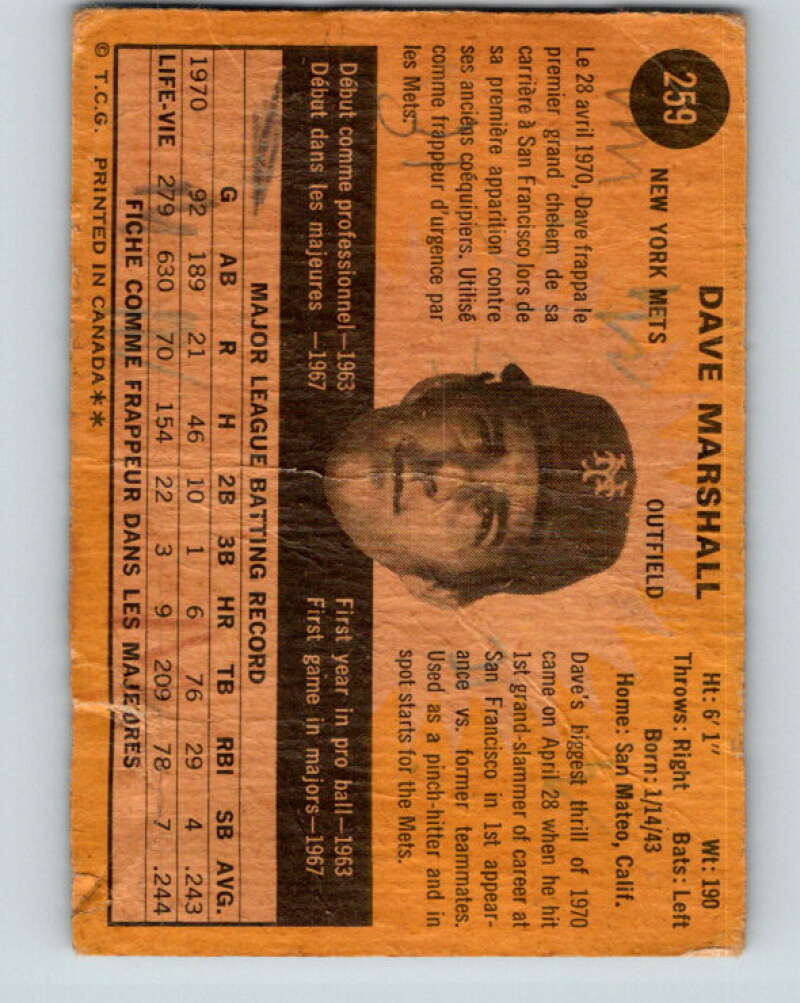 259
DAVE MARSHALL
NEW YORK METS
OUTFIELD
Ht: 6'1" Wt: 190
Throws: Right Bats: Left
Born: 1/14/43
Home: San Mateo, Calif.
Le 28 avril 1970, Dave frappa le
premier grand chelem de sa
carrière à San Francisco lors de
sa première apparition contre
ses anciens coéquipiers. Utilisé
comme frappeur d'urgence par
les Mets.
NY
Dave's biggest thrill of 1970
came on April 28 when he hit
1st grand-slammer of career at
San Francisco in 1st appear-
ance vs. former teammates.
Used as a pinch-hitter and in
spot starts for the Mets.
Début comme professionnel—1963
Début dans les majeures —1967
First year in pro ball—1963
First game in majors—1967
MAJOR LEAGUE BATTING RECORD
G AB R H 2B 3B HR TB RBI SB AVG.
1970 92 189 21 46 10 1 6 76 29 4 .243
LIFE-VIE 279 630 70 154 22 3 9 209 78 7 .244
FICHE COMME FRAPPEUR DANS LES MAJEURES
© T.C.G. PRINTED IN CANADA**